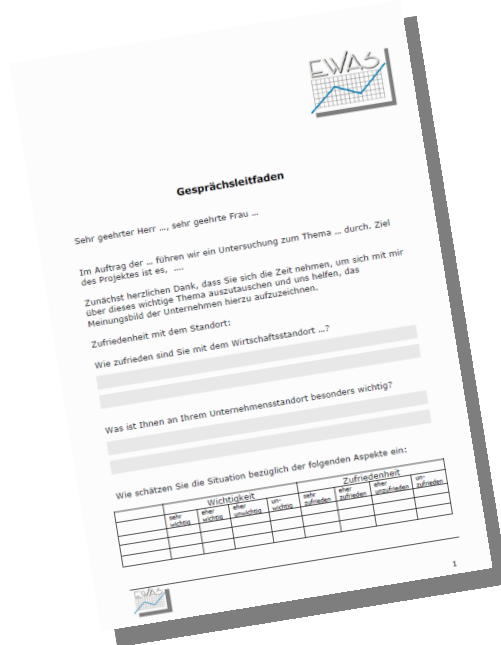 EWAS
Gesprächsleitfaden
Sehr geehrter Herr ..., sehr geehrte Frau ...
Im Auftrag der ... führen wir ein Untersuchung zum Thema ... durch. Ziel
des Projektes ist es, ....
Zunächst herzlichen Dank, dass Sie sich die Zeit nehmen, um sich mit mir
über dieses wichtige Thema auszutauschen und uns helfen, das
Meinungsbild der Unternehmen hierzu aufzuzeichnen.
Zufriedenheit mit dem Standort:
Wie zufrieden sind Sie mit dem Wirtschaftsstandort ...?
Was ist Ihnen an Ihrem Unternehmensstandort besonders wichtig?
Wie schätzen Sie die Situation bezüglich der folgenden Aspekte ein:
Wichtigkeit Zufriedenheit
sehr eher eher un- sehr eher eher un-
wichtig wichtig unwichtig wichtig zufrieden zufrieden unzufrieden zufrieden
EWAS
1